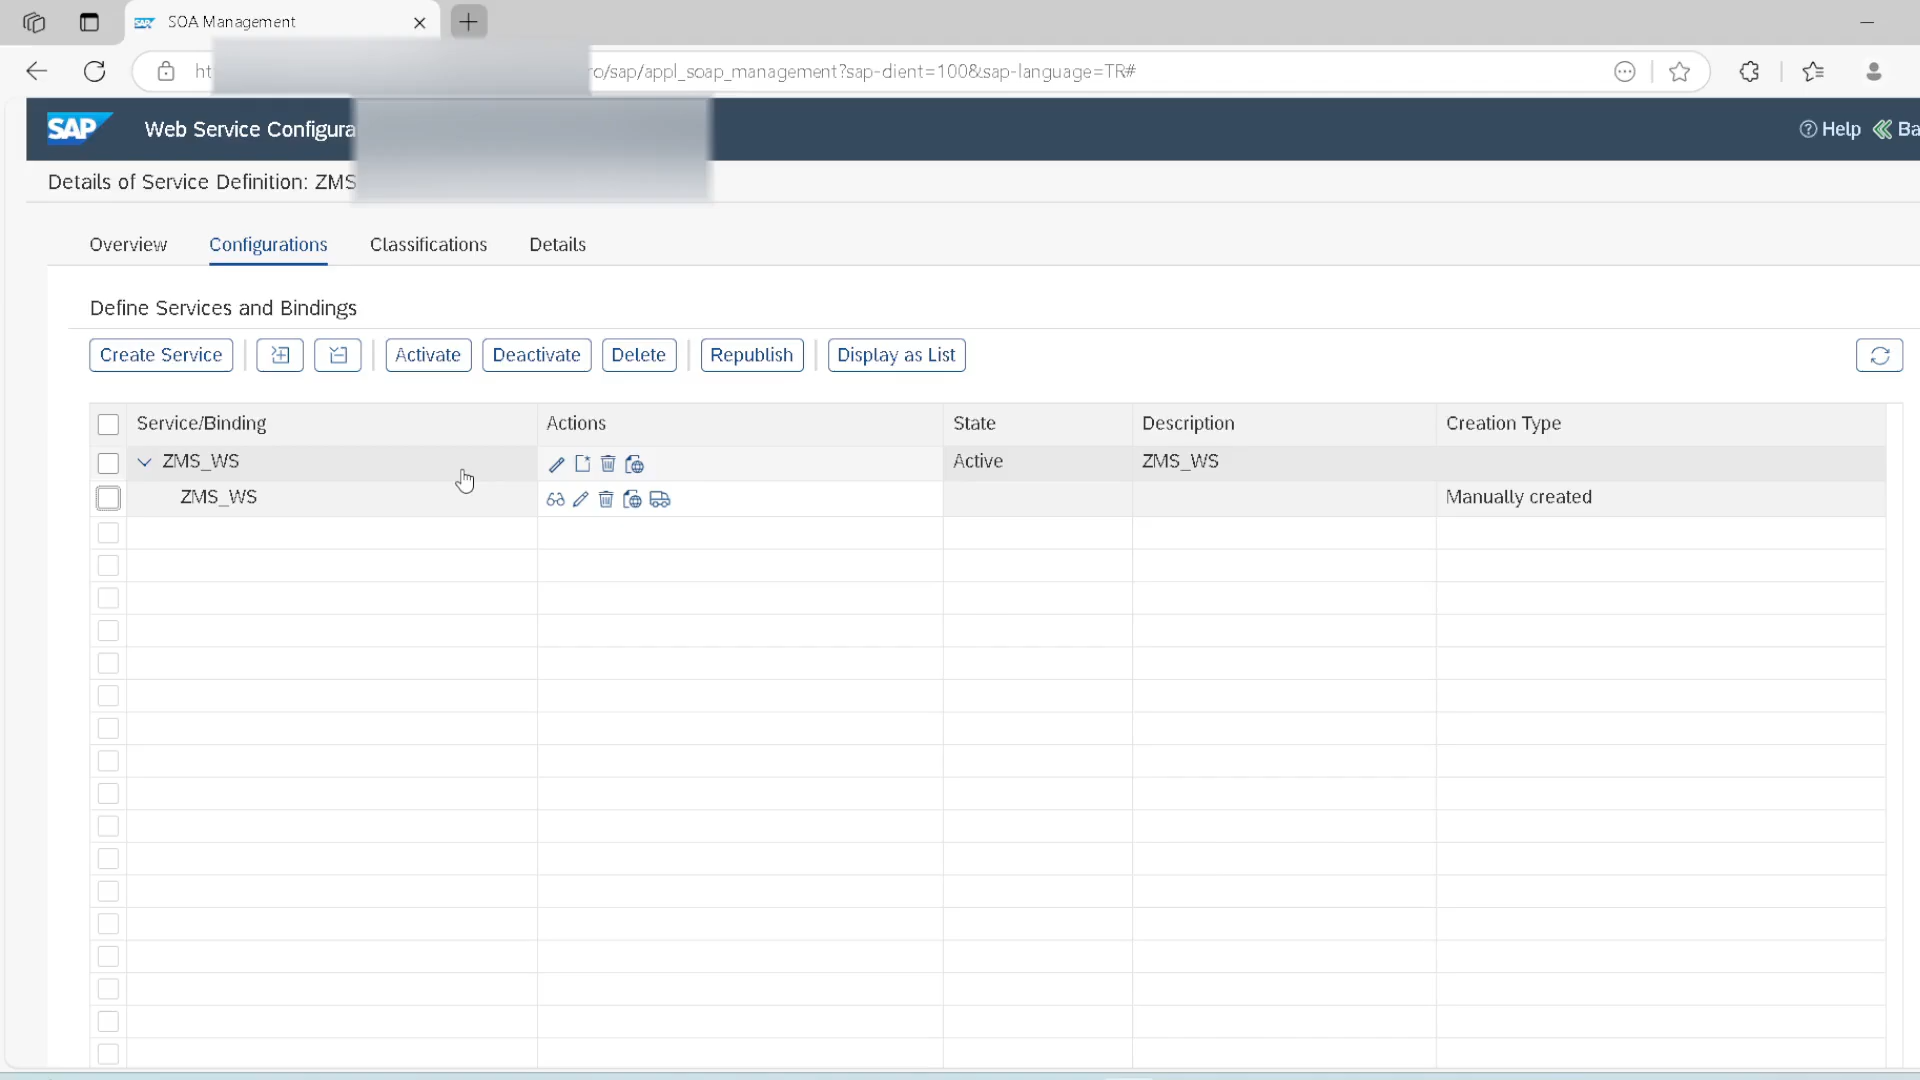 SOA Management
ro/sap/appl_soap_management?sap-client=100&sap-language=TR#
SAP Web Service Configura Help
Details of Service Definition: ZMS
Overview Configurations Classifications Details
Define Services and Bindings
Create Service Activate Deactivate Delete Republish Display as List
Service/Binding Actions State Description Creation Type
ZMS_WS Active ZMS_WS
ZMS_WS Manually created